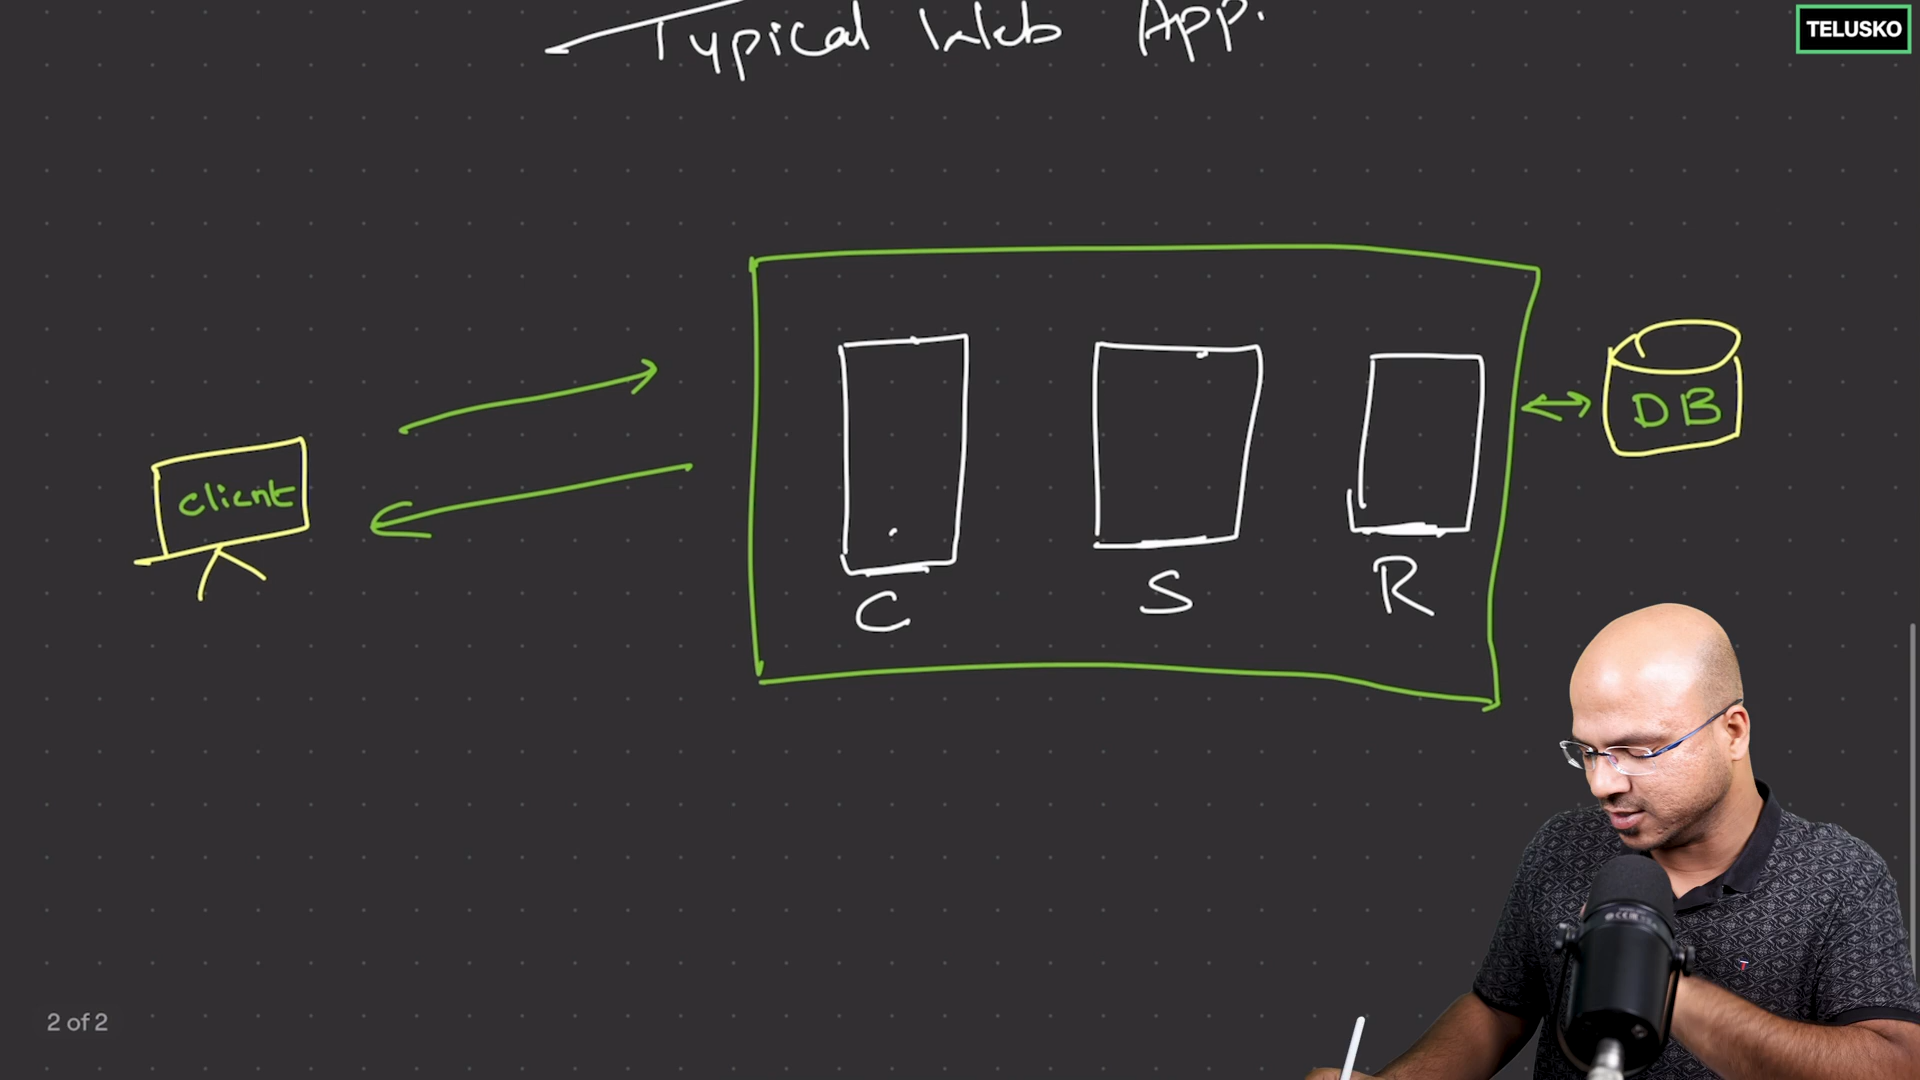 Typical Web App.
TELUSKO
client
DB
C S R
2 of 2